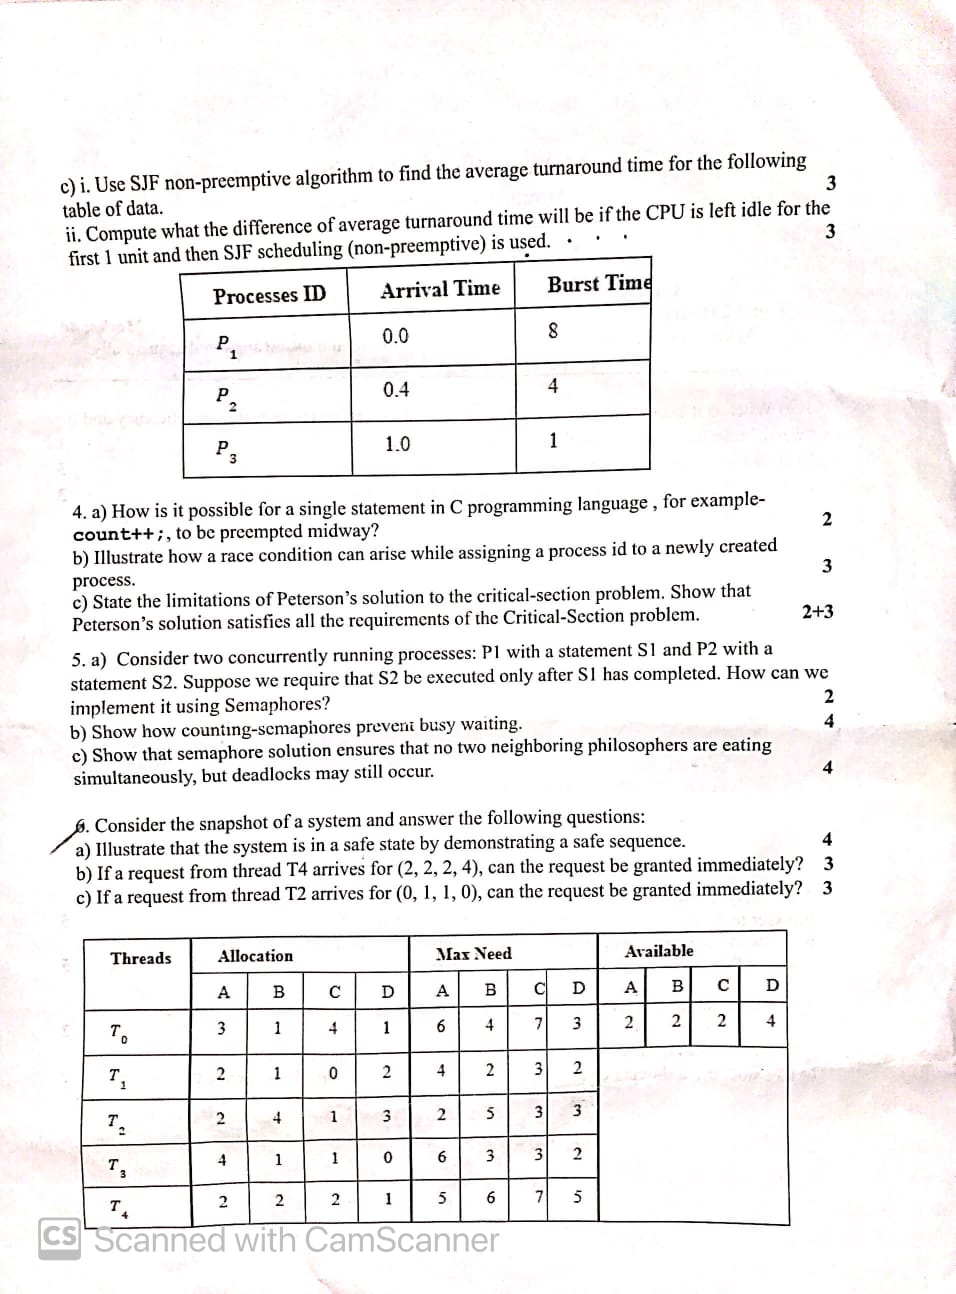 c) i. Use SJF non-preemptive algorithm to find the average turnaround time for the following
table of data. 3
ii. Compute what the difference of average turnaround time will be if the CPU is left idle for the
first 1 unit and then SJF scheduling (non-preemptive) is used. 3
Processes ID Arrival Time Burst Time
P1 0.0 8
P2 0.4 4
P3 1.0 1
4. a) How is it possible for a single statement in C programming language , for example-
count++;, to be preempted midway? 2
b) Illustrate how a race condition can arise while assigning a process id to a newly created
process. 3
c) State the limitations of Peterson's solution to the critical-section problem. Show that
Peterson's solution satisfies all the requirements of the Critical-Section problem. 2+3
5. a) Consider two concurrently running processes: P1 with a statement S1 and P2 with a
statement S2. Suppose we require that S2 be executed only after S1 has completed. How can we
implement it using Semaphores? 2
b) Show how counting-semaphores prevent busy waiting. 4
c) Show that semaphore solution ensures that no two neighboring philosophers are eating
simultaneously, but deadlocks may still occur. 4
6. Consider the snapshot of a system and answer the following questions:
a) Illustrate that the system is in a safe state by demonstrating a safe sequence. 4
b) If a request from thread T4 arrives for (2, 2, 2, 4), can the request be granted immediately? 3
c) If a request from thread T2 arrives for (0, 1, 1, 0), can the request be granted immediately? 3
Threads Allocation Max Need Available
A B C D A B C D A B C D
T0 3 1 4 1 6 4 7 3 2 2 2 4
T1 2 1 0 2 4 2 3 2
T2 2 4 1 3 2 5 3 3
T3 4 1 1 0 6 3 3 2
T4 2 2 2 1 5 6 7 5
CS Scanned with CamScanner